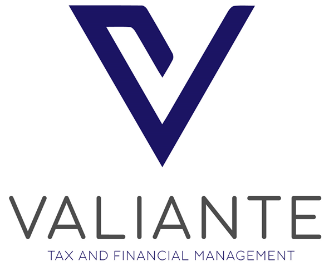 VALIANTE
TAX AND FINANCIAL MANAGEMENT